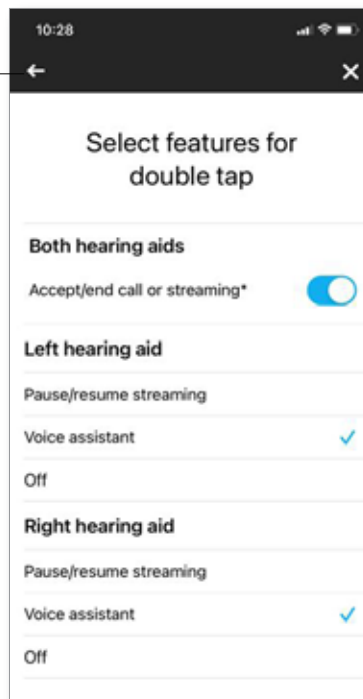 10:28
Select features for
double tap
Both hearing aids
Accept/end call or streaming*
Left hearing aid
Pause/resume streaming
Voice assistant
Off
Right hearing aid
Pause/resume streaming
Voice assistant
Off